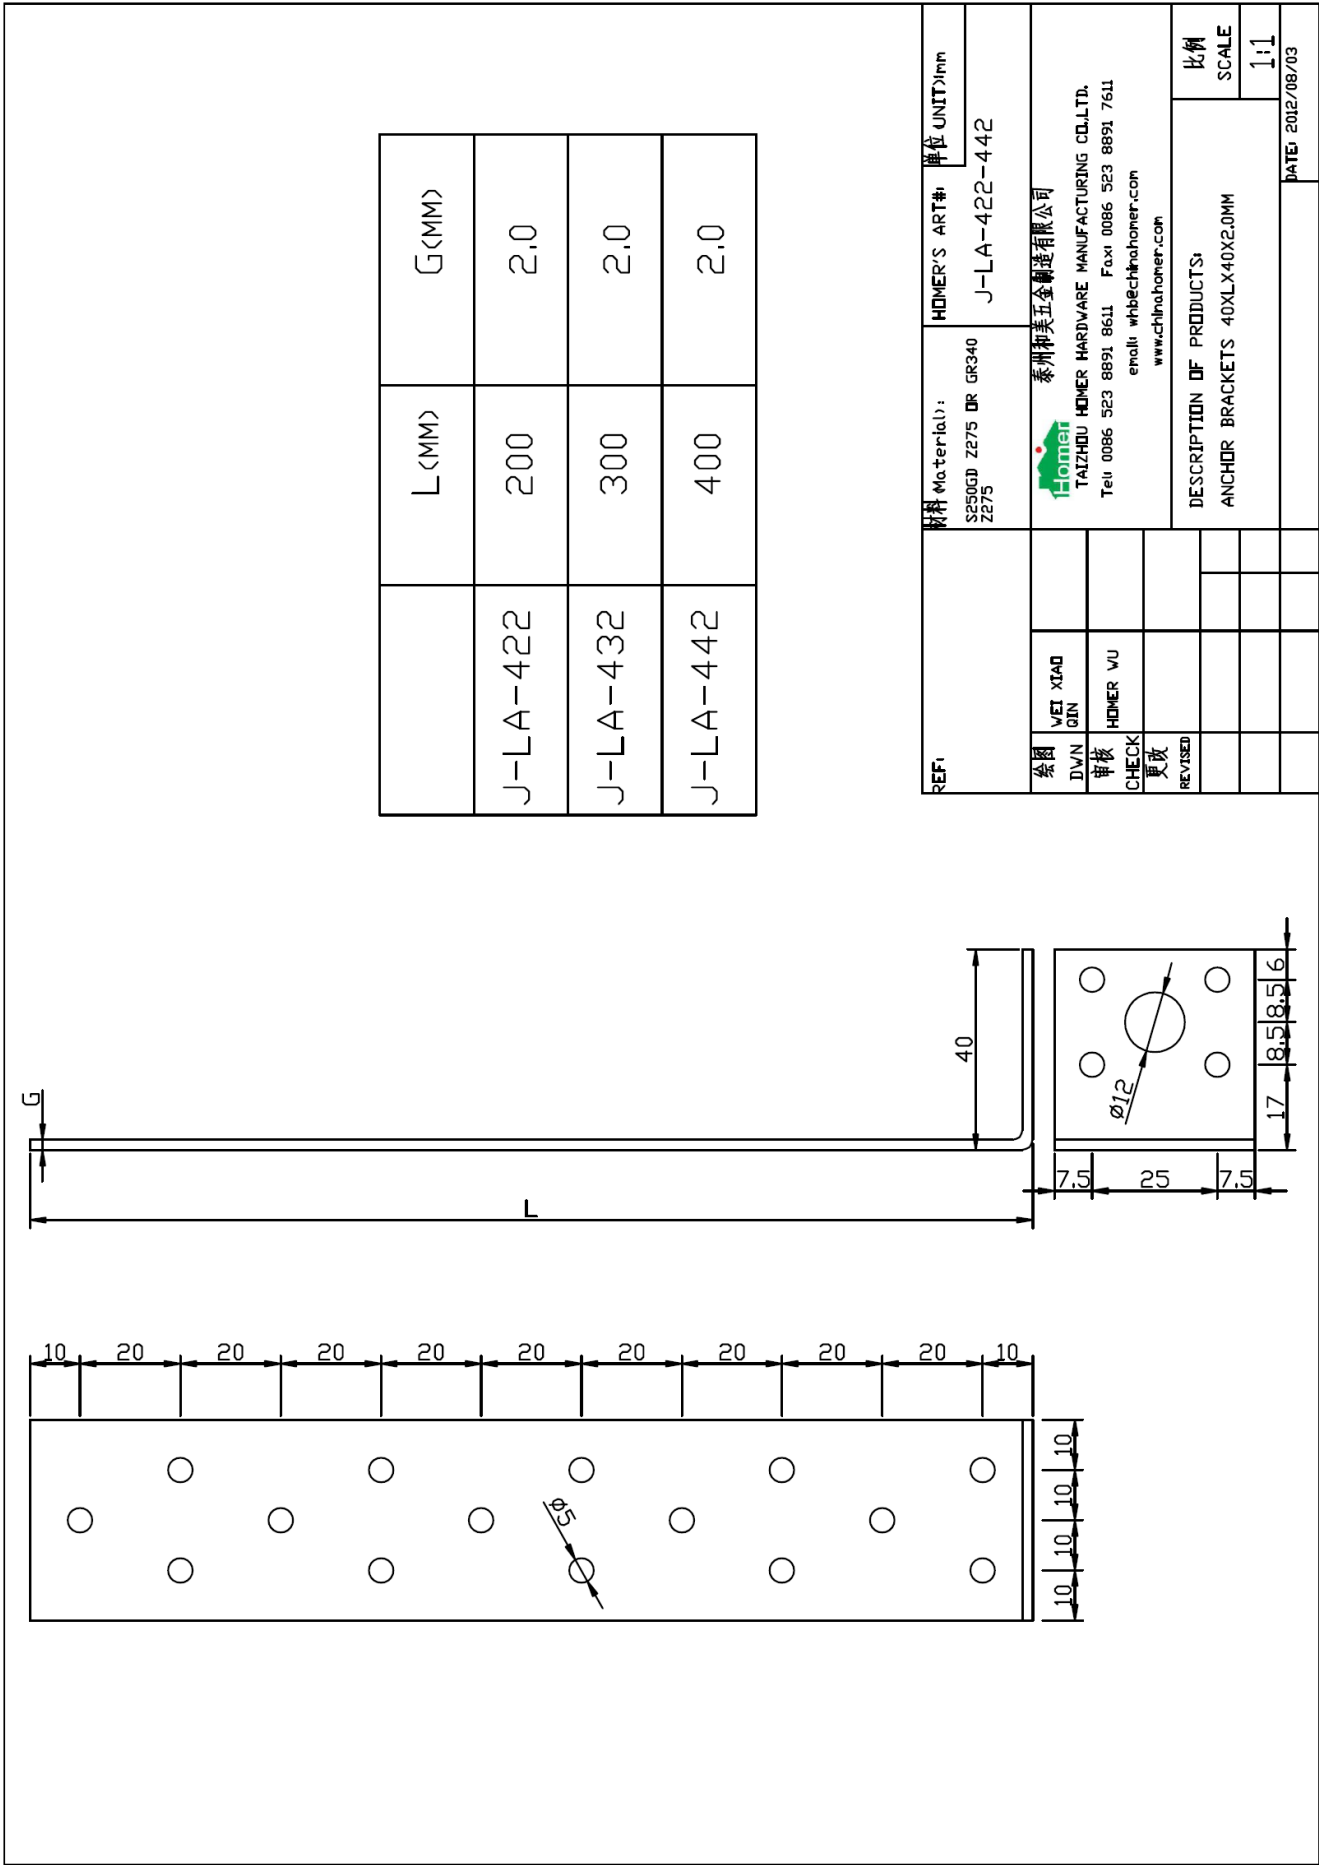 G
L
40
Ø12
6
8.5
8.5
17
7.5
25
7.5
10
20
20
20
20
20
20
20
20
20
10
Ø5
10
10
10
10
L(MM) G(MM)
J-LA-422 200 2.0
J-LA-432 300 2.0
J-LA-442 400 2.0
REF:
材料(Material):
S250GD Z275 OR GR340
Z275
HOMER'S ART#:
单位(UNIT):mm
J-LA-422-442
绘图
DWN
WEI XIAO
QIN
审核
CHECK
HOMER WU
更改
REVISED
Homer
泰州和美五金制造有限公司
TAIZHOU HOMER HARDWARE MANUFACTURING CO.,LTD.
Tel: 0086 523 8891 8611 Fax: 0086 523 8891 7611
email: whb@chinahomer.com
www.chinahomer.com
DESCRIPTION OF PRODUCTS:
ANCHOR BRACKETS 40XLX40X2.0MM
比例
SCALE
1:1
DATE: 2012/08/03